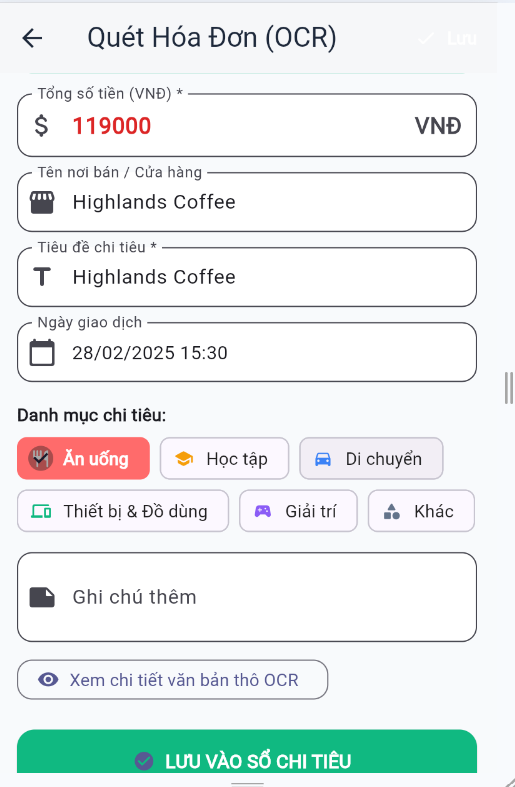 Quét Hóa Đơn (OCR)
Lưu
Tổng số tiền (VNĐ) *
$ 119000 VNĐ
Tên nơi bán / Cửa hàng
Highlands Coffee
Tiêu đề chi tiêu *
Highlands Coffee
Ngày giao dịch
28/02/2025 15:30
Danh mục chi tiêu:
Ăn uống Học tập Di chuyển
Thiết bị & Đồ dùng Giải trí Khác
Ghi chú thêm
Xem chi tiết văn bản thô OCR
LƯU VÀO SỔ CHI TIÊU